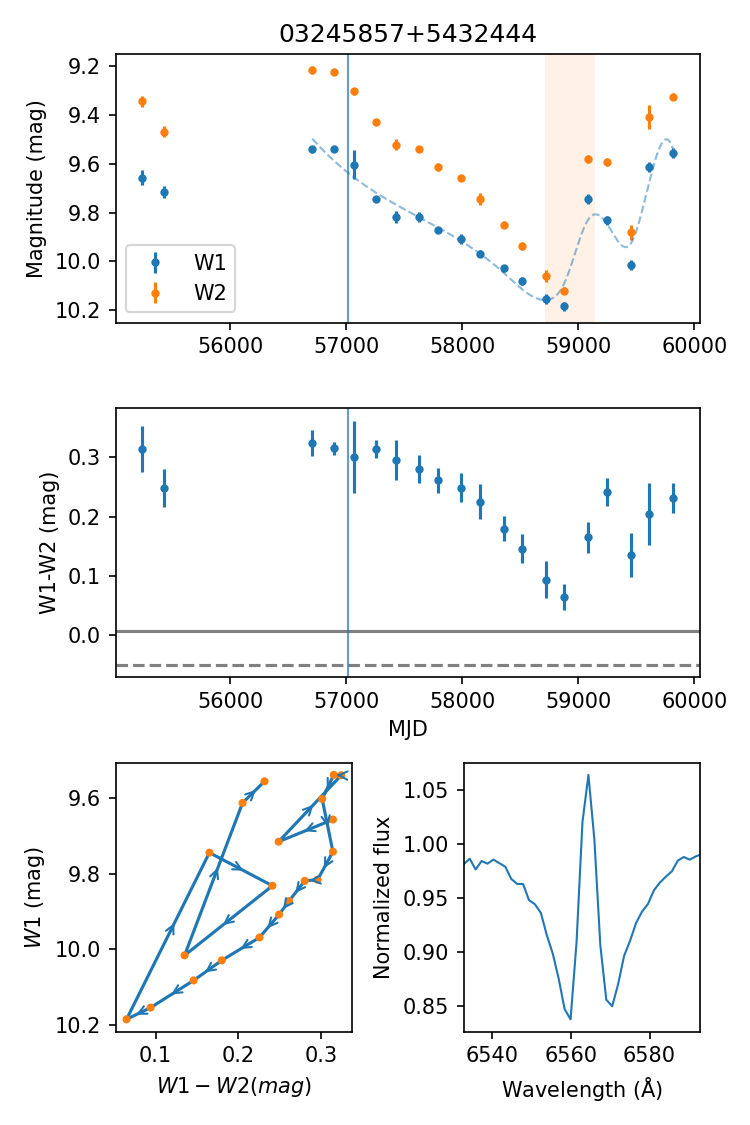 03245857+5432444
Magnitude (mag)
9.2
9.4
9.6
9.8
10.0
10.2
W1
W2
56000 57000 58000 59000 60000
W1-W2 (mag)
0.3
0.2
0.1
0.0
56000 57000 58000 59000 60000
MJD
W1 (mag)
9.6
9.8
10.0
10.2
0.1 0.2 0.3
W1 − W2(mag)
Normalized flux
1.05
1.00
0.95
0.90
0.85
6540 6560 6580
Wavelength (Å)